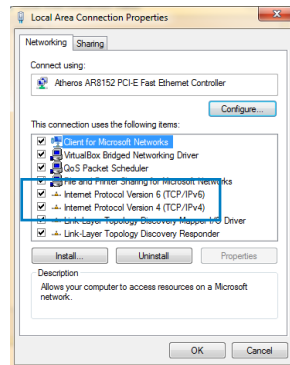 Local Area Connection Properties
Networking Sharing
Connect using:
Atheros AR8152 PCI-E Fast Ethernet Controller
Configure...
This connection uses the following items:
Client for Microsoft Networks
VirtualBox Bridged Networking Driver
QoS Packet Scheduler
File and Printer Sharing for Microsoft Networks
Internet Protocol Version 6 (TCP/IPv6)
Internet Protocol Version 4 (TCP/IPv4)
Link-Layer Topology Discovery Mapper I/O Driver
Link-Layer Topology Discovery Responder
Install... Uninstall Properties
Description
Allows your computer to access resources on a Microsoft
network.
OK Cancel